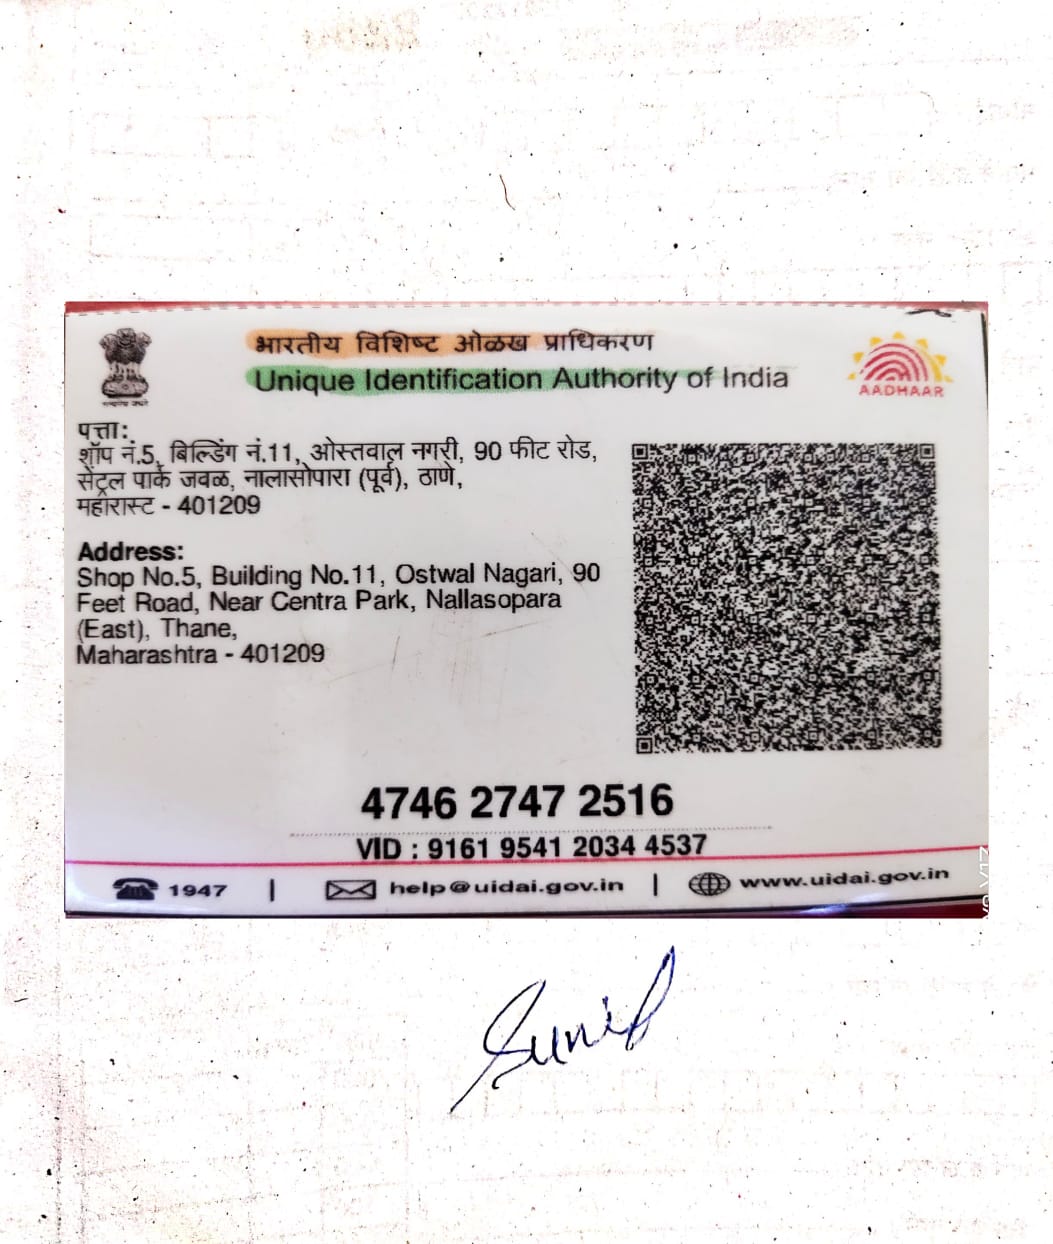 भारतीय विशिष्ट ओळख प्राधिकरण
Unique Identification Authority of India
AADHAAR
पत्ता:
शॉप नं.5, बिल्डिंग नं.11, ओस्तवाल नगरी, 90 फीट रोड,
सेंट्रल पार्क जवळ, नालासोपारा (पूर्व), ठाणे,
महारास्ट - 401209
Address:
Shop No.5, Building No.11, Ostwal Nagari, 90
Feet Road, Near Centra Park, Nallasopara
(East), Thane,
Maharashtra - 401209
4746 2747 2516
VID : 9161 9541 2034 4537
1947 | help@uidai.gov.in | www.uidai.gov.in
Sunil